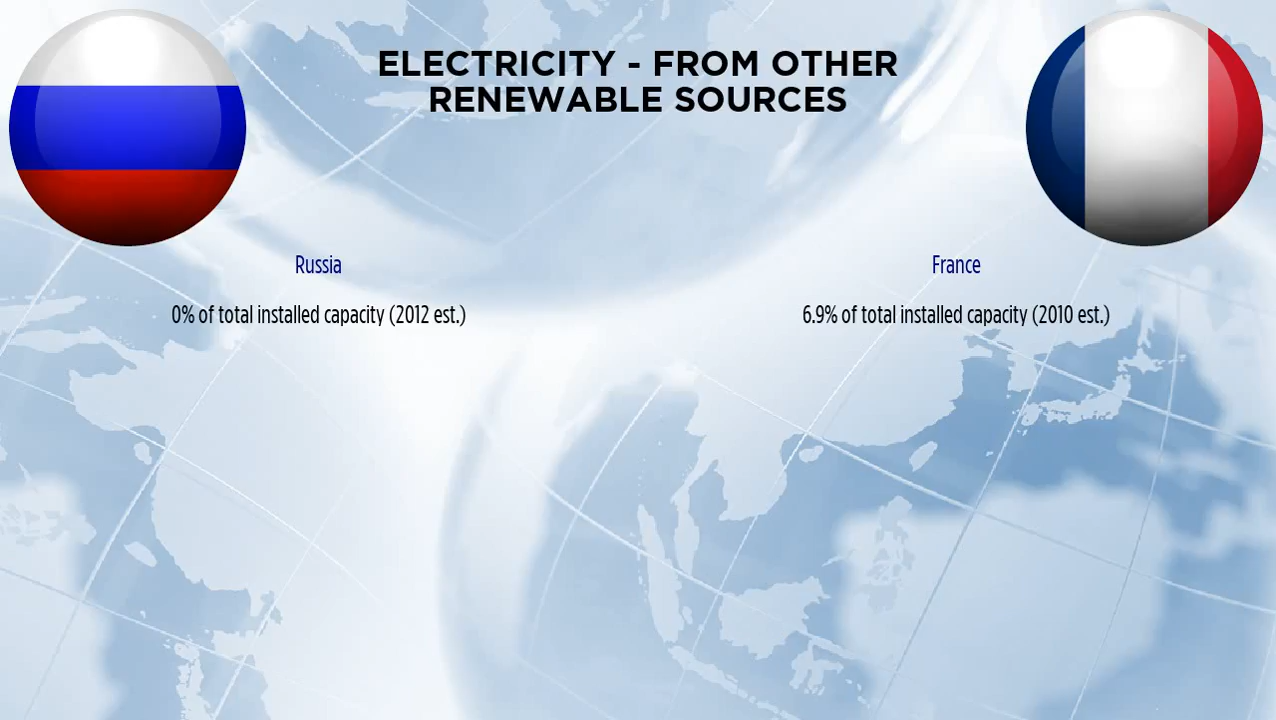 ELECTRICITY - FROM OTHER
RENEWABLE SOURCES
Russia
0% of total installed capacity (2012 est.)
France
6.9% of total installed capacity (2010 est.)